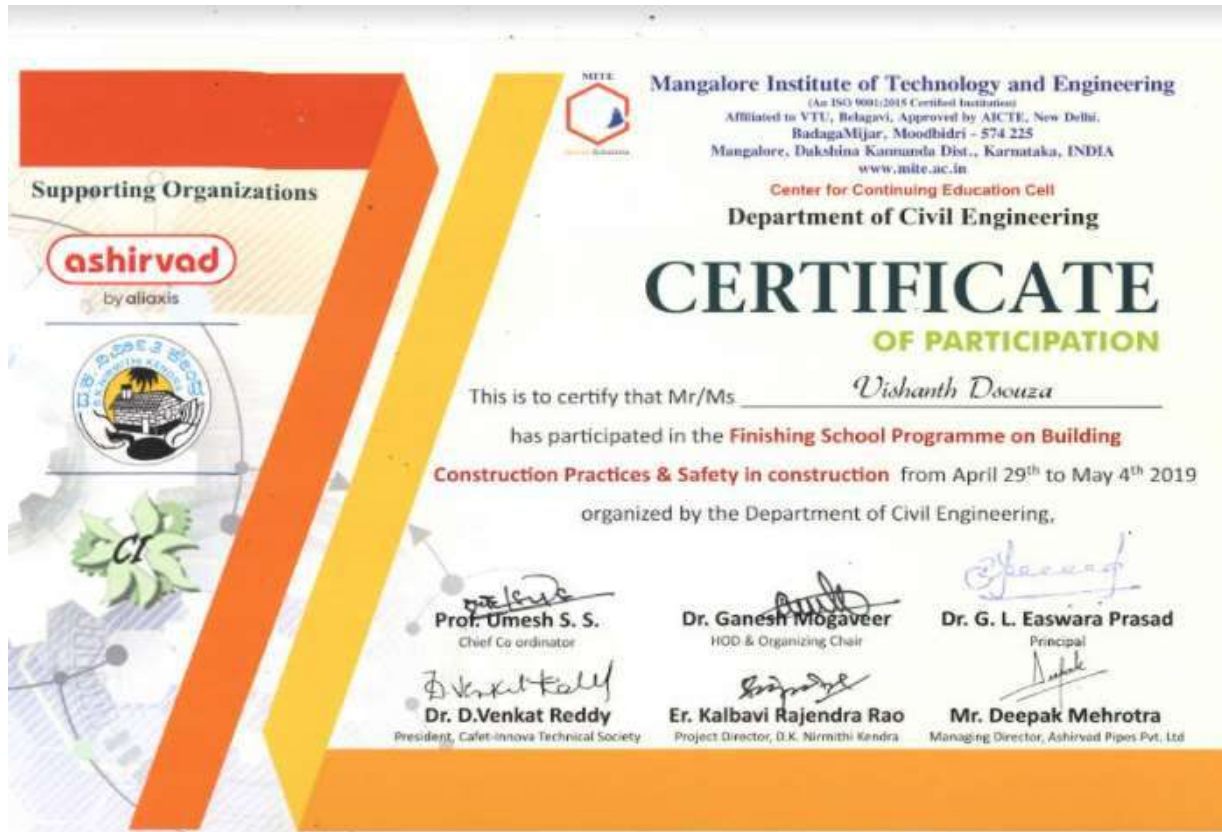 Supporting Organizations
ashirvad
by aliaxis
ದ.ಕ. ನಿರ್ಮಿತಿ ಕೇಂದ್ರ
D.K. NIRMITHI KENDRA
CI
MITE
Mangalore Institute of Technology and Engineering
(An ISO 9001:2015 Certified Institution)
Affiliated to VTU, Belagavi, Approved by AICTE, New Delhi.
BadagaMijar, Moodbidri - 574 225
Mangalore, Dakshina Kannanda Dist., Karnataka, INDIA
www.mite.ac.in
Center for Continuing Education Cell
Department of Civil Engineering
CERTIFICATE
OF PARTICIPATION
This is to certify that Mr/Ms Vishanth Dsouza
has participated in the Finishing School Programme on Building
Construction Practices & Safety in construction from April 29th to May 4th 2019
organized by the Department of Civil Engineering,
Prof. Umesh S. S.
Chief Co ordinator
Dr. Ganesh Mogaveer
HOD & Organizing Chair
Dr. G. L. Easwara Prasad
Principal
Dr. D.Venkat Reddy
President, Cafet-Innova Technical Society
Er. Kalbavi Rajendra Rao
Project Director, D.K. Nirmithi Kendra
Mr. Deepak Mehrotra
Managing Director, Ashirvad Pipes Pvt. Ltd